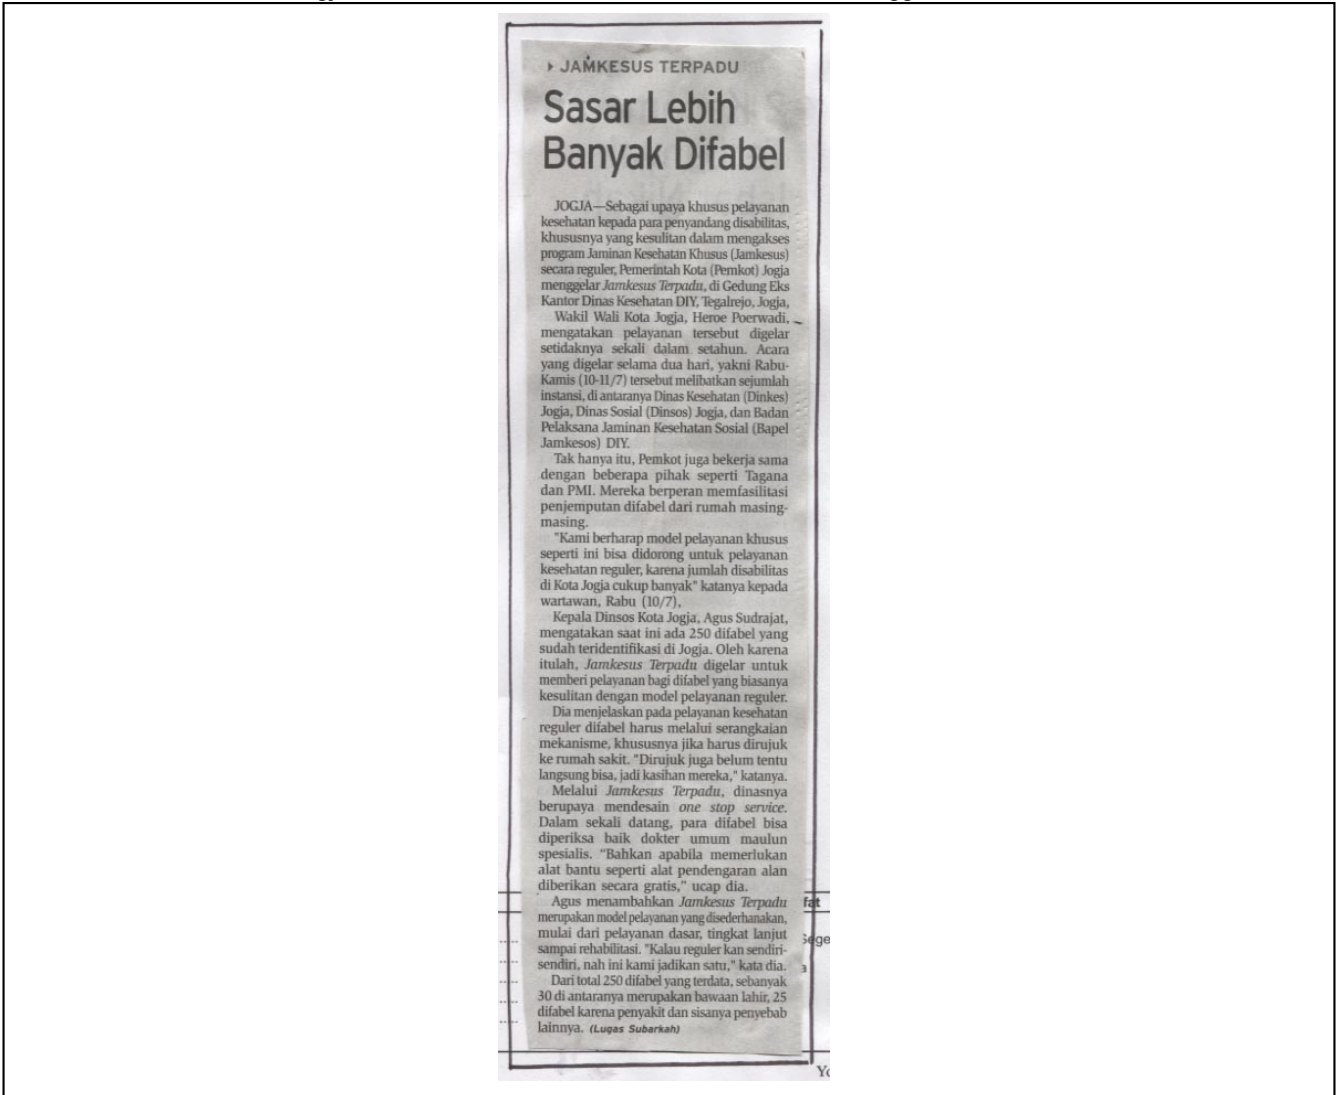 ▸ JAMKESUS TERPADU
Sasar Lebih
Banyak Difabel
JOGJA—Sebagai upaya khusus pelayanan
kesehatan kepada para penyandang disabilitas,
khususnya yang kesulitan dalam mengakses
program Jaminan Kesehatan Khusus (Jamkesus)
secara reguler, Pemerintah Kota (Pemkot) Jogja
menggelar Jamkesus Terpadu, di Gedung Eks
Kantor Dinas Kesehatan DIY, Tegalrejo, Jogja,
Wakil Wali Kota Jogja, Heroe Poerwadi,
mengatakan pelayanan tersebut digelar
setidaknya sekali dalam setahun. Acara
yang digelar selama dua hari, yakni Rabu-
Kamis (10-11/7) tersebut melibatkan sejumlah
instansi, di antaranya Dinas Kesehatan (Dinkes)
Jogja, Dinas Sosial (Dinsos) Jogja, dan Badan
Pelaksana Jaminan Kesehatan Sosial (Bapel
Jamkesos) DIY.
Tak hanya itu, Pemkot juga bekerja sama
dengan beberapa pihak seperti Tagana
dan PMI. Mereka berperan memfasilitasi
penjemputan difabel dari rumah masing-
masing.
"Kami berharap model pelayanan khusus
seperti ini bisa didorong untuk pelayanan
kesehatan reguler, karena jumlah disabilitas
di Kota Jogja cukup banyak" katanya kepada
wartawan, Rabu (10/7),
Kepala Dinsos Kota Jogja, Agus Sudrajat,
mengatakan saat ini ada 250 difabel yang
sudah teridentifikasi di Jogja. Oleh karena
itulah, Jamkesus Terpadu digelar untuk
memberi pelayanan bagi difabel yang biasanya
kesulitan dengan model pelayanan reguler.
Dia menjelaskan pada pelayanan kesehatan
reguler difabel harus melalui serangkaian
mekanisme, khususnya jika harus dirujuk
ke rumah sakit. "Dirujuk juga belum tentu
langsung bisa, jadi kasihan mereka," katanya.
Melalui Jamkesus Terpadu, dinasnya
berupaya mendesain one stop service.
Dalam sekali datang, para difabel bisa
diperiksa baik dokter umum maulun
spesialis. "Bahkan apabila memerlukan
alat bantu seperti alat pendengaran alan
diberikan secara gratis," ucap dia.
Agus menambahkan Jamkesus Terpadu
merupakan model pelayanan yang disederhanakan,
mulai dari pelayanan dasar, tingkat lanjut
sampai rehabilitasi. "Kalau reguler kan sendiri-
sendiri, nah ini kami jadikan satu," kata dia.
Dari total 250 difabel yang terdata, sebanyak
30 di antaranya merupakan bawaan lahir, 25
difabel karena penyakit dan sisanya penyebab
lainnya. (Lugas Subarkah)